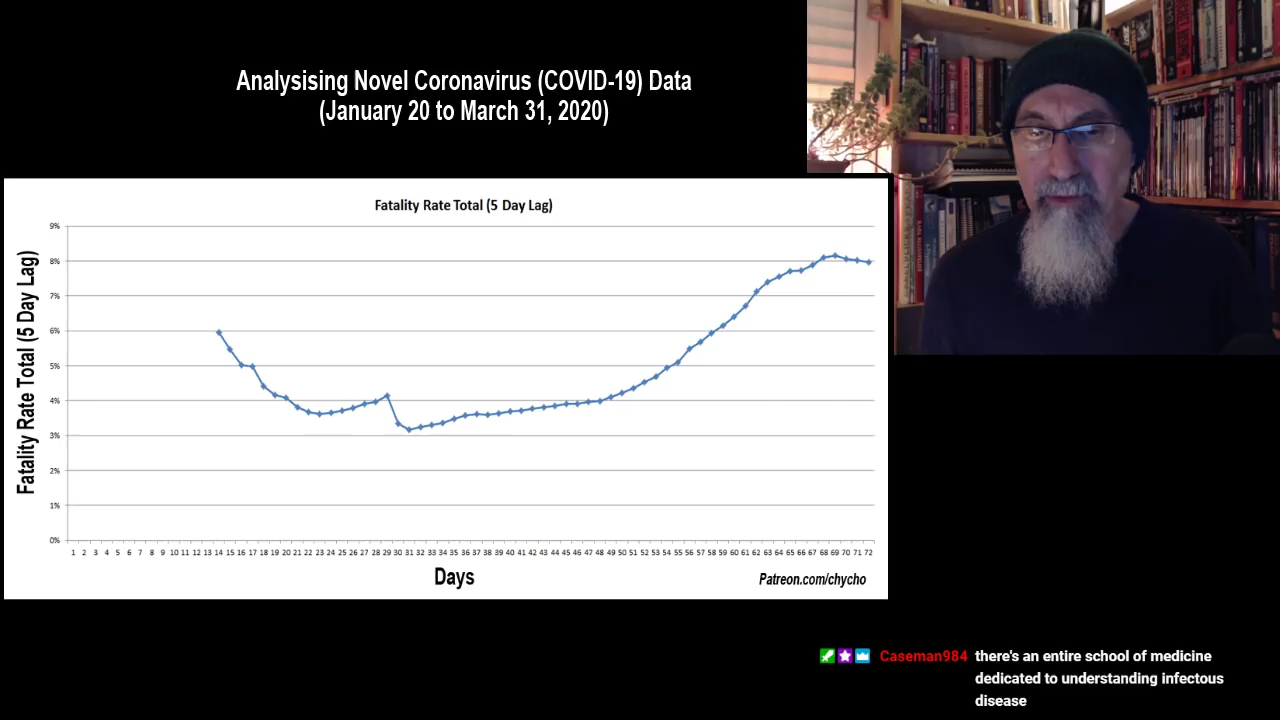 Analysising Novel Coronavirus (COVID-19) Data
(January 20 to March 31, 2020)
Fatality Rate Total (5 Day Lag)
Fatality Rate Total (5 Day Lag)
9%
8%
7%
6%
5%
4%
3%
2%
1%
0%
1 2 3 4 5 6 7 8 9 10 11 12 13 14 15 16 17 18 19 20 21 22 23 24 25 26 27 28 29 30 31 32 33 34 35 36 37 38 39 40 41 42 43 44 45 46 47 48 49 50 51 52 53 54 55 56 57 58 59 60 61 62 63 64 65 66 67 68 69 70 71 72
Days
Patreon.com/chycho
Caseman984 there's an entire school of medicine
dedicated to understanding infectous
disease